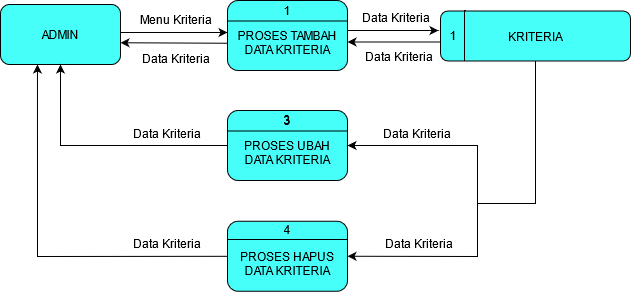 1
Menu Kriteria
Data Kriteria
ADMIN
PROSES TAMBAH
DATA KRITERIA
1
KRITERIA
Data Kriteria
Data Kriteria
3
Data Kriteria
Data Kriteria
PROSES UBAH
DATA KRITERIA
4
Data Kriteria
Data Kriteria
PROSES HAPUS
DATA KRITERIA